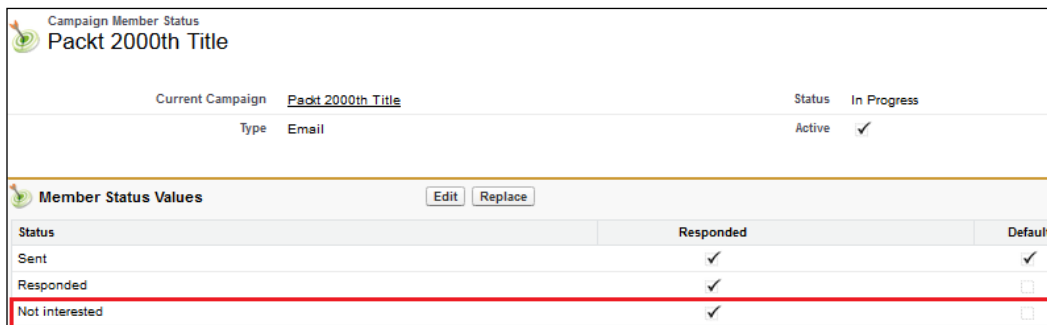 Campaign Member Status
Packt 2000th Title
Current Campaign Packt 2000th Title Status In Progress
Type Email Active
Member Status Values Edit Replace
Status Responded Default
Sent
Responded
Not interested